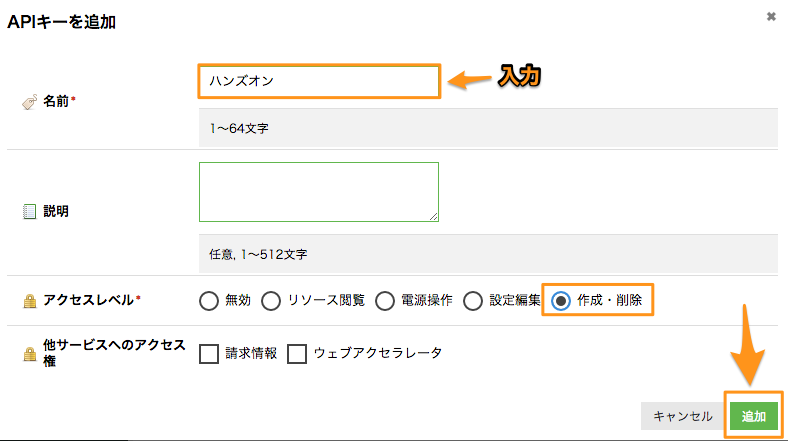 APIキーを追加
名前*
ハンズオン
入力
1〜64文字
説明
任意, 1〜512文字
アクセスレベル*
無効 リソース閲覧 電源操作 設定編集 作成・削除
他サービスへのアクセス
権
請求情報 ウェブアクセラレータ
キャンセル 追加